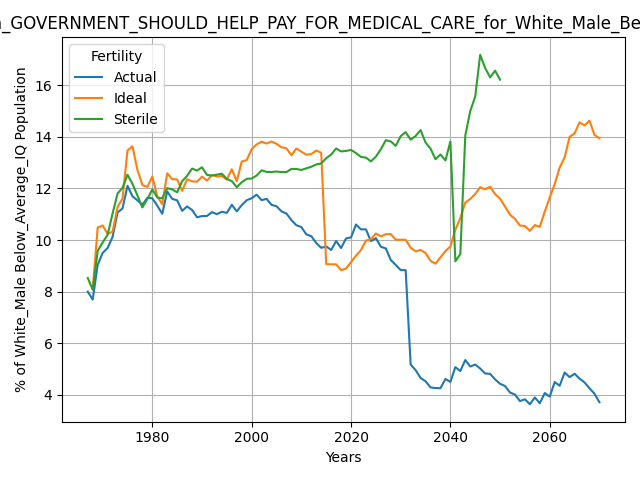 GOVERNMENT_SHOULD_HELP_PAY_FOR_MEDICAL_CARE_for_White_Male_Be
Fertility
Actual
Ideal
Sterile
% of White_Male Below_Average_IQ Population
16
14
12
10
8
6
4
1980
2000
2020
2040
2060
Years